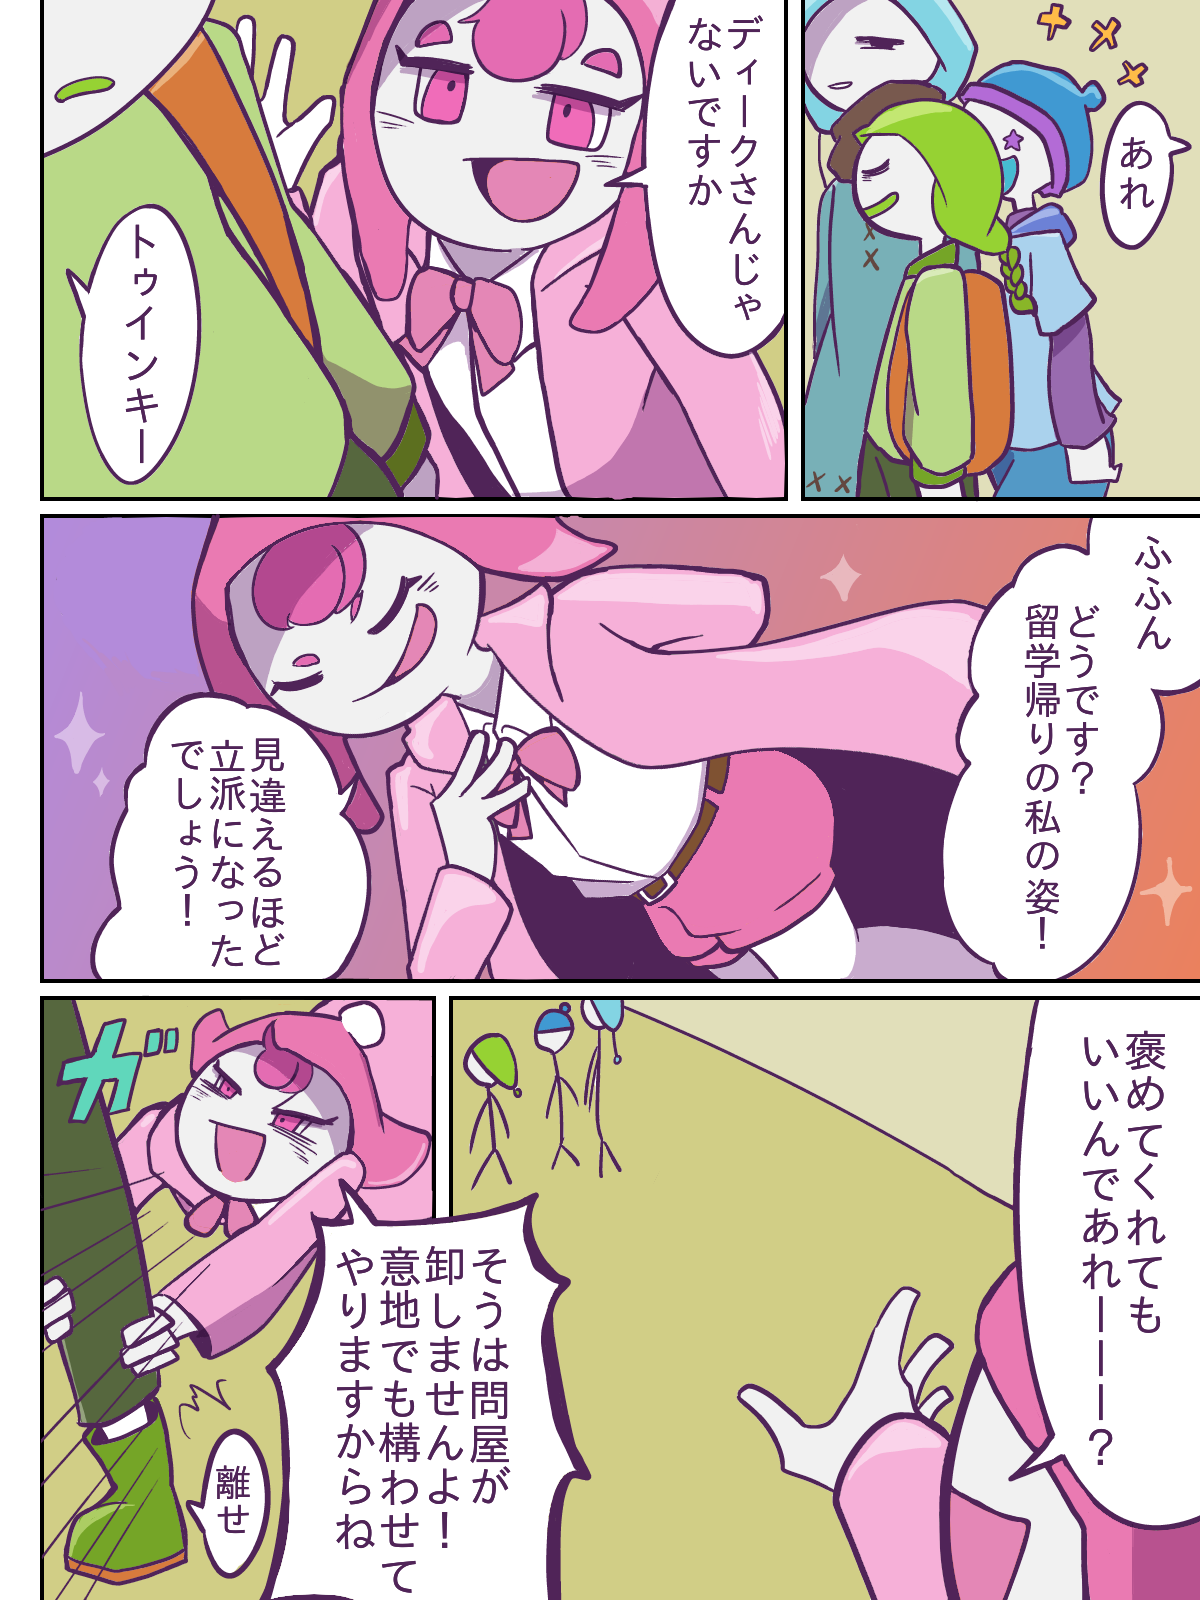 あれ
ディークさんじゃ
ないですか
トゥインキー
ふふん
どうです?
留学帰りの私の姿!
見違えるほど
立派になった
でしょう!
褒めてくれても
いいんであれーーー?
そうは問屋が
卸しませんよ!
意地でも構わせて
やりますからね
ガ゛
離せ